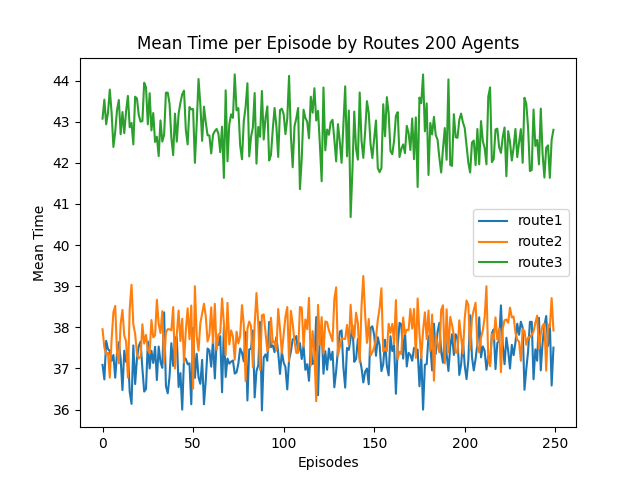 Mean Time per Episode by Routes 200 Agents
44
43
42
41
40
39
38
37
36
Mean Time
route1
route2
route3
0
50
100
150
200
250
Episodes